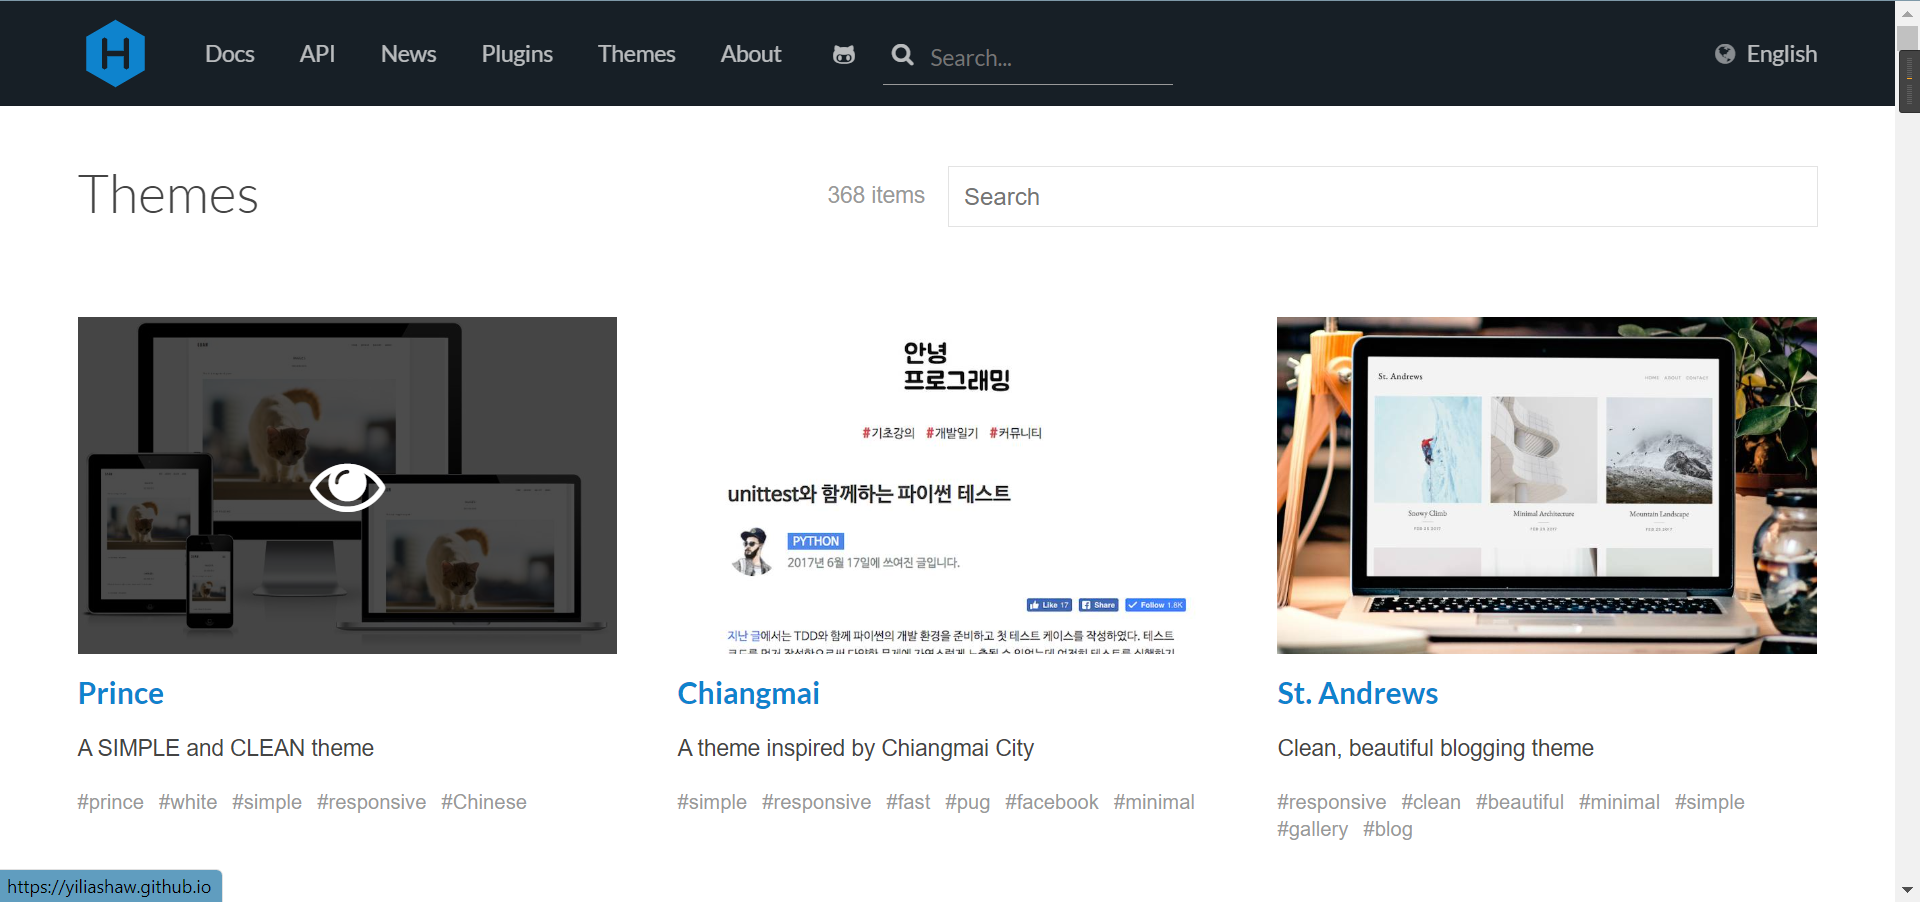 Docs API News Plugins Themes About Search... English
Themes
368 items
Search
안녕
프로그래밍
#기초강의 #개발일기 #커뮤니티
unittest와 함께하는 파이썬 테스트
PYTHON
2017년 6월 17일에 쓰여진 글입니다.
Like 17 Share Follow 1.8K
지난 글에서는 TDD와 함께 파이썬의 개발 환경을 준비하고 첫 테스트 케이스를 작성하였다. 테스트
St. Andrews
HOME ABOUT CONTACT
Snowy Climb Minimal Architecture Mountain Landscape
Prince
A SIMPLE and CLEAN theme
#prince #white #simple #responsive #Chinese
Chiangmai
A theme inspired by Chiangmai City
#simple #responsive #fast #pug #facebook #minimal
St. Andrews
Clean, beautiful blogging theme
#responsive #clean #beautiful #minimal #simple
#gallery #blog
https://yiliashaw.github.io